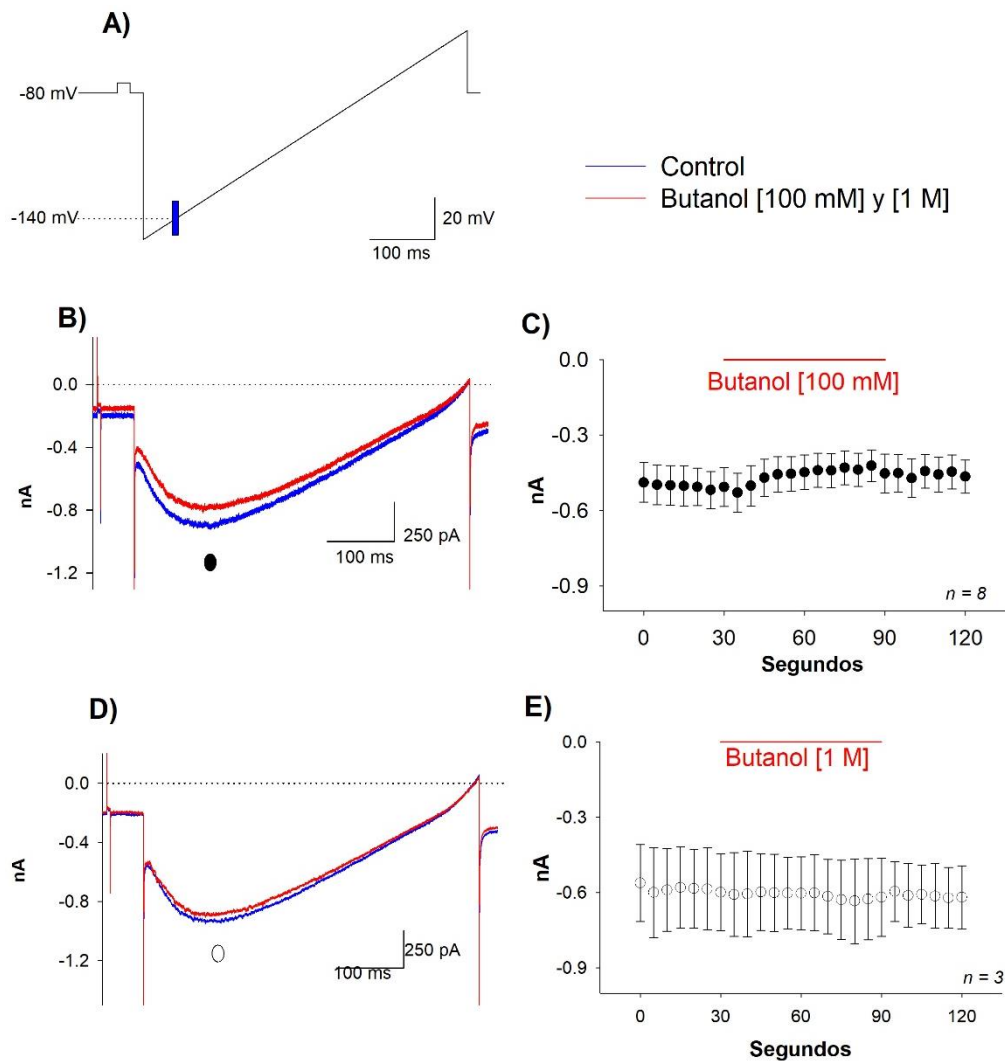 A)
-80 mV
-140 mV
20 mV
100 ms
Control
Butanol [100 mM] y [1 M]
B)
0.0
-0.4
-0.8
-1.2
nA
250 pA
100 ms
C)
0.0
-0.3
-0.6
-0.9
nA
Butanol [100 mM]
n = 8
0 30 60 90 120
Segundos
D)
0.0
-0.4
-0.8
-1.2
nA
250 pA
100 ms
E)
0.0
-0.3
-0.6
-0.9
nA
Butanol [1 M]
n = 3
0 30 60 90 120
Segundos